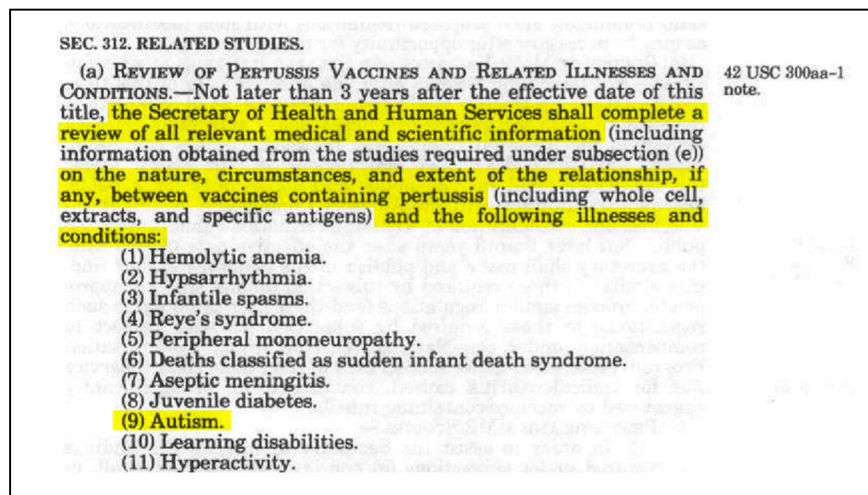 SEC. 312. RELATED STUDIES.
(a) REVIEW OF PERTUSSIS VACCINES AND RELATED ILLNESSES AND
CONDITIONS.—Not later than 3 years after the effective date of this
title, the Secretary of Health and Human Services shall complete a
review of all relevant medical and scientific information (including
information obtained from the studies required under subsection (e))
on the nature, circumstances, and extent of the relationship, if
any, between vaccines containing pertussis (including whole cell,
extracts, and specific antigens) and the following illnesses and
conditions:
(1) Hemolytic anemia.
(2) Hypsarrhythmia.
(3) Infantile spasms.
(4) Reye's syndrome.
(5) Peripheral mononeuropathy.
(6) Deaths classified as sudden infant death syndrome.
(7) Aseptic meningitis.
(8) Juvenile diabetes.
(9) Autism.
(10) Learning disabilities.
(11) Hyperactivity.
42 USC 300aa-1
note.